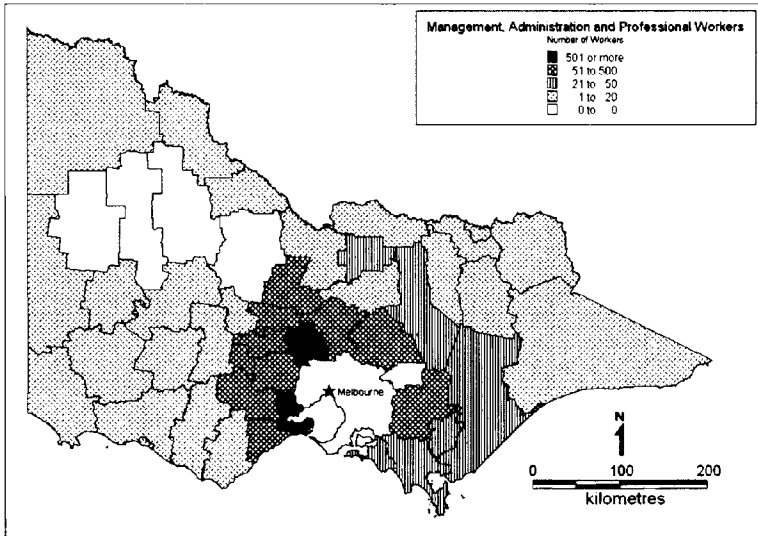 Management, Administration and Professional Workers
Number of Workers
501 or more
51 to 500
21 to 50
1 to 20
0 to 0
Melbourne
N
0 100 200
kilometres